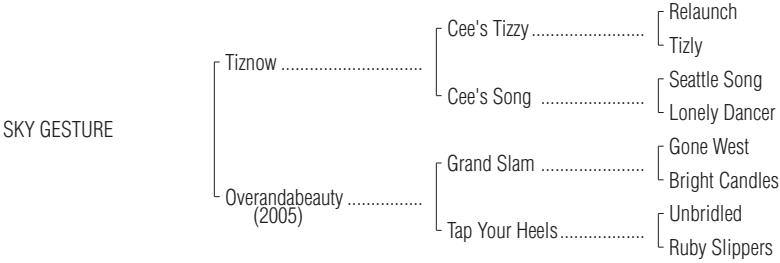 Relaunch
Cee's Tizzy ........................
Tizly
Tiznow ................................
Seattle Song
Cee's Song ........................
Lonely Dancer
SKY GESTURE
Gone West
Grand Slam ........................
Bright Candles
Overandabeauty .................
(2005)
Unbridled
Tap Your Heels...................
Ruby Slippers